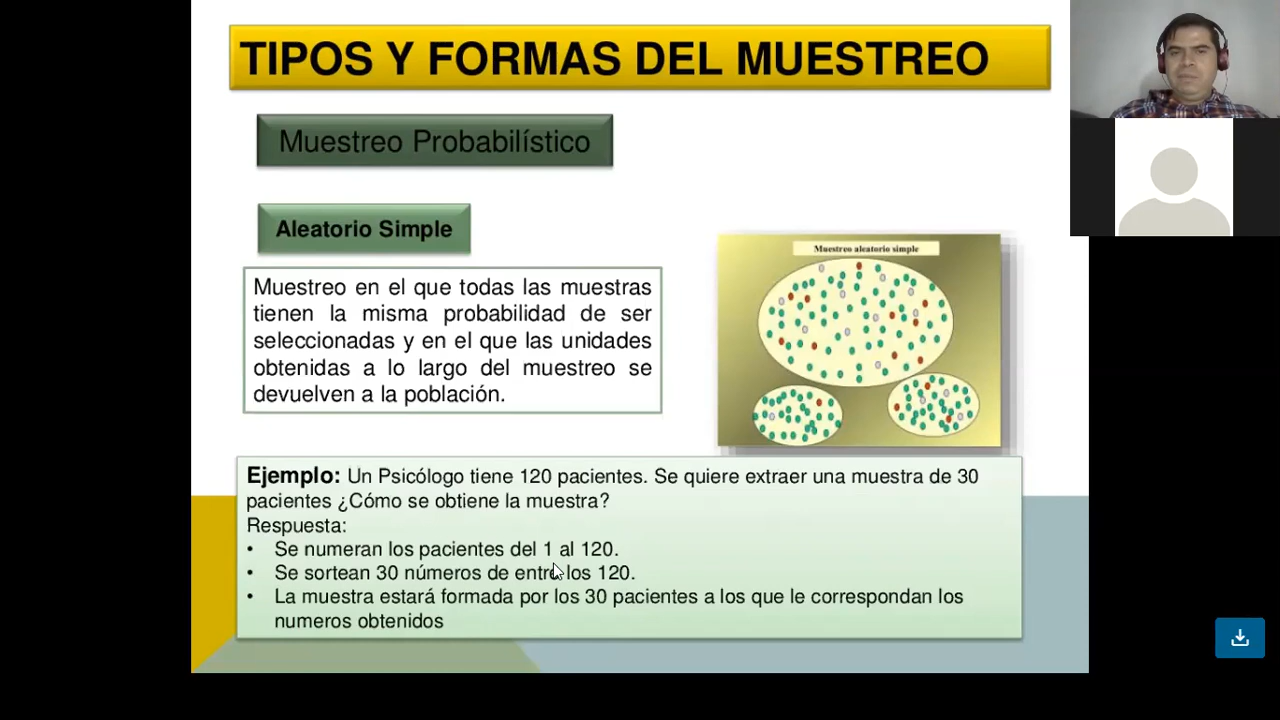 TIPOS Y FORMAS DEL MUESTREO
Muestreo Probabilístico
Aleatorio Simple
Muestreo en el que todas las muestras
tienen la misma probabilidad de ser
seleccionadas y en el que las unidades
obtenidas a lo largo del muestreo se
devuelven a la población.
Muestreo aleatorio simple
Ejemplo: Un Psicólogo tiene 120 pacientes. Se quiere extraer una muestra de 30
pacientes ¿Cómo se obtiene la muestra?
Respuesta:
• Se numeran los pacientes del 1 al 120.
• Se sortean 30 números de entre los 120.
• La muestra estará formada por los 30 pacientes a los que le correspondan los
numeros obtenidos